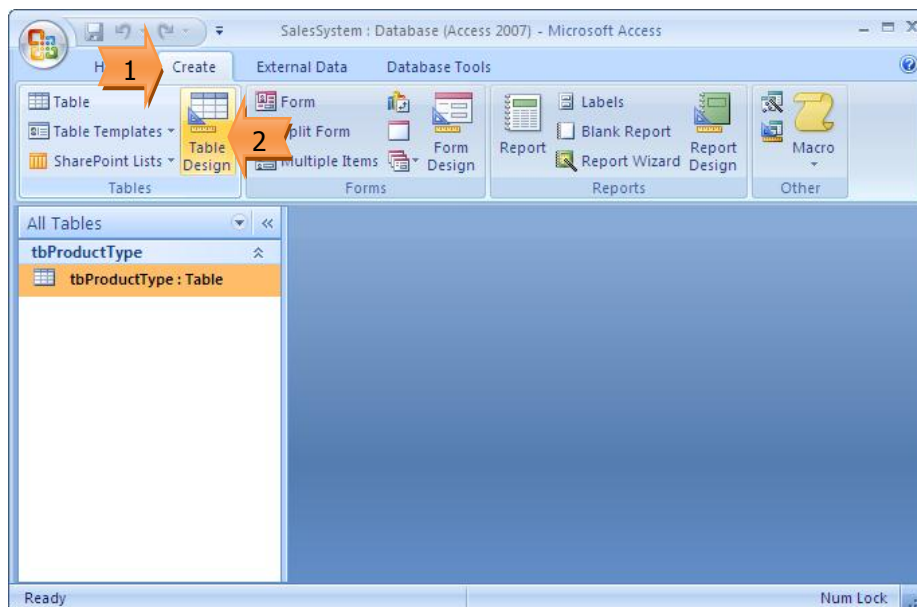 SalesSystem : Database (Access 2007) - Microsoft Access
1
Create
External Data
Database Tools
Table
Table Templates
SharePoint Lists
Table
Design
2
Tables
Form
Split Form
Multiple Items
Form
Design
Forms
Report
Labels
Blank Report
Report Wizard
Report
Design
Reports
Macro
Other
All Tables
tbProductType
tbProductType : Table
Ready
Num Lock